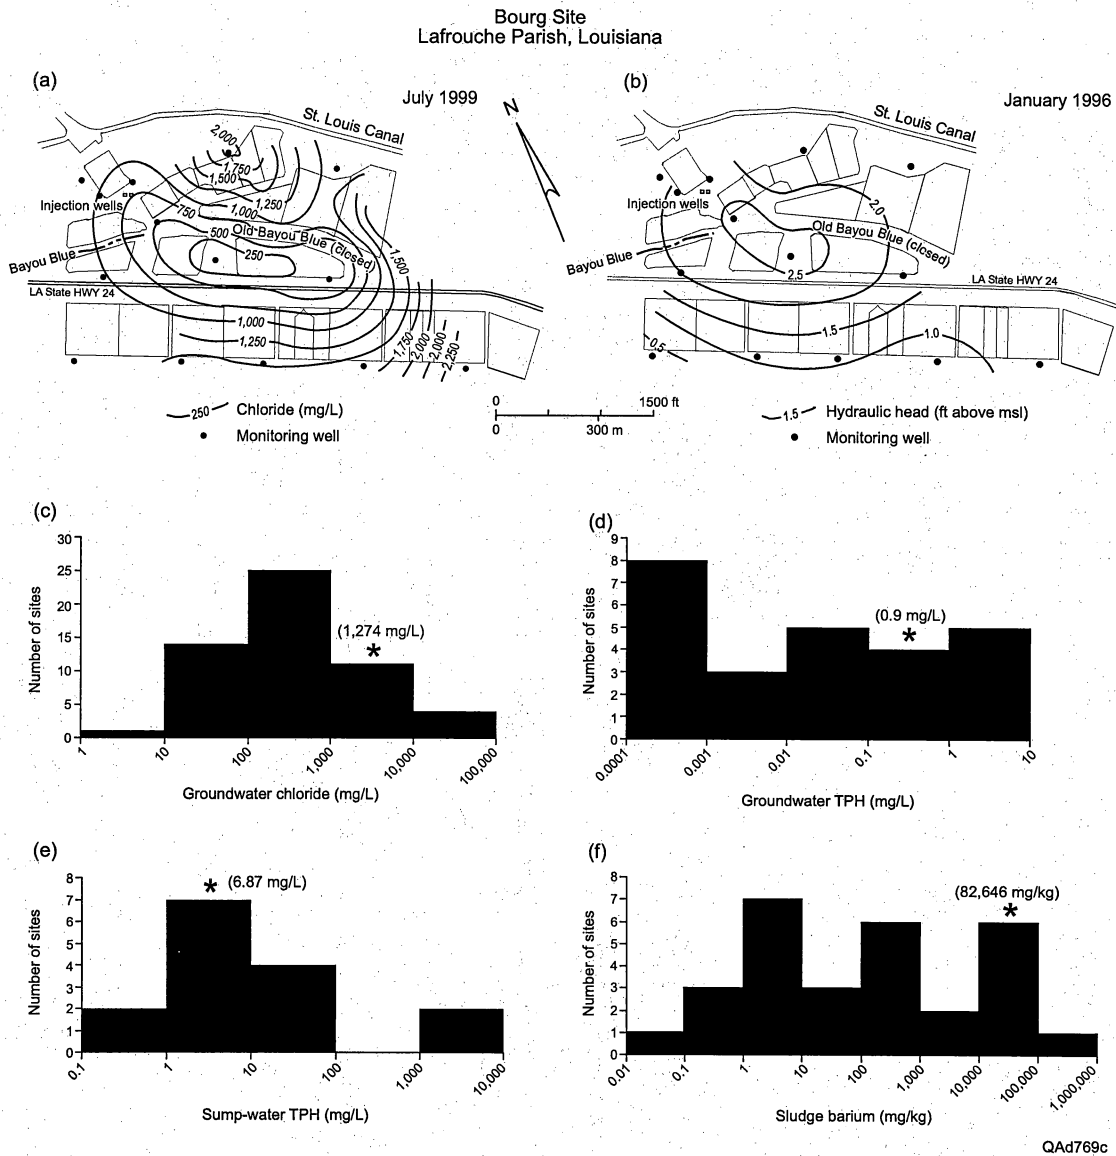 Bourg Site
Lafrouche Parish, Louisiana
(a)
July 1999
N
St. Louis Canal
2,000
1,750
1,500
1,250
1,000
750
500
250
Injection wells
Old Bayou Blue (closed)
Bayou Blue
1,500
LA State HWY 24
1,000
1,250
1,750
2,000
2,000
2,250
250 Chloride (mg/L)
Monitoring well
0 1500 ft
0 300 m
(b)
January 1996
St. Louis Canal
Injection wells
2.0
Old Bayou Blue (closed)
Bayou Blue
2.5
LA State HWY 24
1.5
1.0
0.5
1.5 Hydraulic head (ft above msl)
Monitoring well
(c)
Number of sites
30
25
20
15
10
5
0
(1,274 mg/L)
*
1 10 100 1,000 10,000 100,000
Groundwater chloride (mg/L)
(d)
Number of sites
9
8
7
6
5
4
3
2
1
0
(0.9 mg/L)
*
0.0001 0.001 0.01 0.1 1 10
Groundwater TPH (mg/L)
(e)
Number of sites
8
7
6
5
4
3
2
1
0
* (6.87 mg/L)
0.1 1 10 100 1,000 10,000
Sump-water TPH (mg/L)
(f)
Number of sites
8
7
6
5
4
3
2
1
0
(82,646 mg/kg)
*
0.01 0.1 1 10 100 1,000 10,000 100,000 1,000,000
Sludge barium (mg/kg)
QAd769c